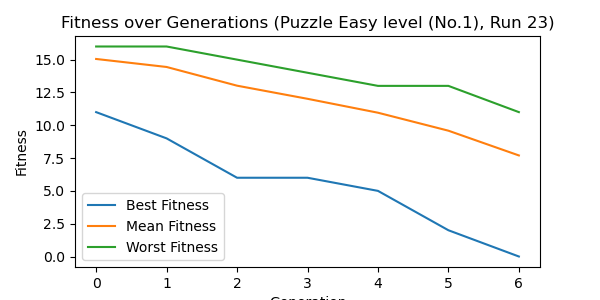 Fitness over Generations (Puzzle Easy level (No.1), Run 23)
Fitness
15.0
12.5
10.0
7.5
5.0
2.5
0.0
Best Fitness
Mean Fitness
Worst Fitness
0 1 2 3 4 5 6
Generation